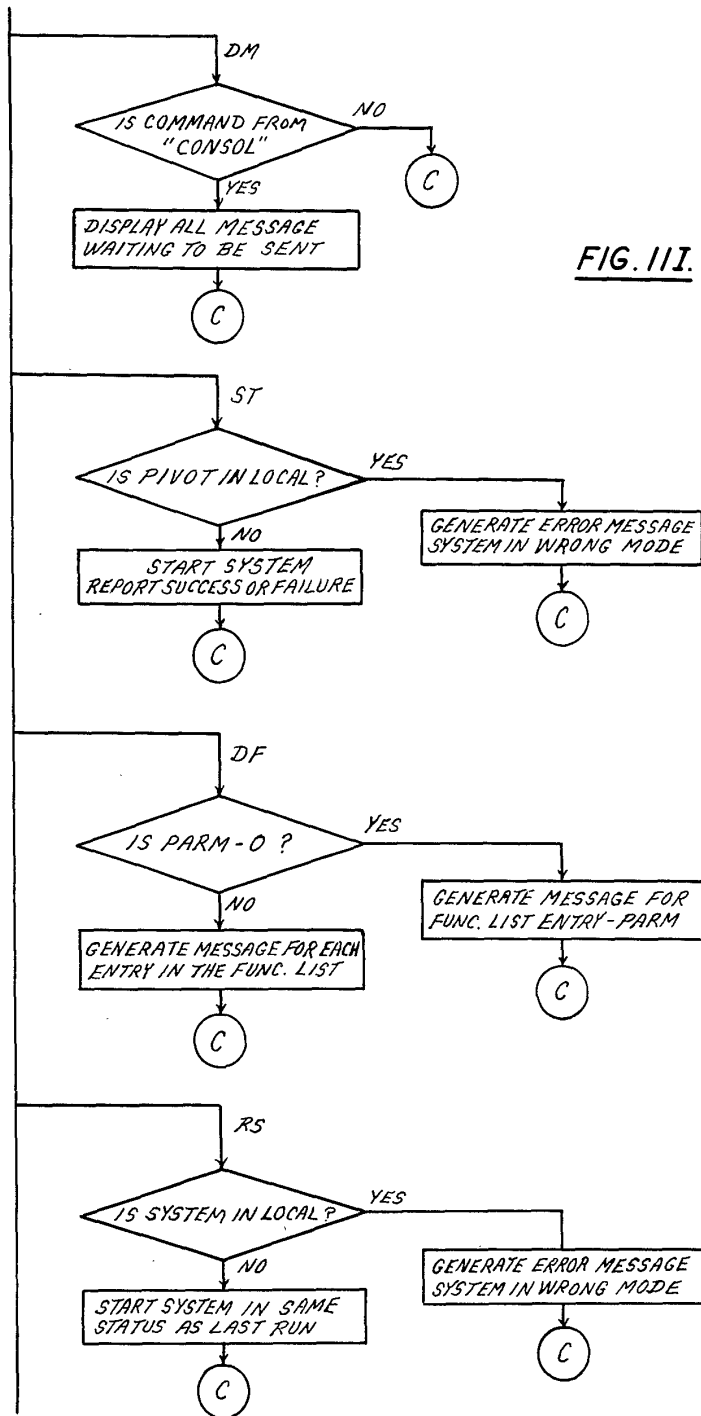 DM
IS COMMAND FROM
"CONSOL"
NO
C
YES
DISPLAY ALL MESSAGE
WAITING TO BE SENT
C
FIG. 11I.
ST
IS PIVOT IN LOCAL?
YES
GENERATE ERROR MESSAGE
SYSTEM IN WRONG MODE
C
NO
START SYSTEM
REPORT SUCCESS OR FAILURE
C
DF
IS PARM-0?
YES
GENERATE MESSAGE FOR
FUNC. LIST ENTRY-PARM
C
NO
GENERATE MESSAGE FOR EACH
ENTRY IN THE FUNC. LIST
C
RS
IS SYSTEM IN LOCAL?
YES
GENERATE ERROR MESSAGE
SYSTEM IN WRONG MODE
C
NO
START SYSTEM IN SAME
STATUS AS LAST RUN
C